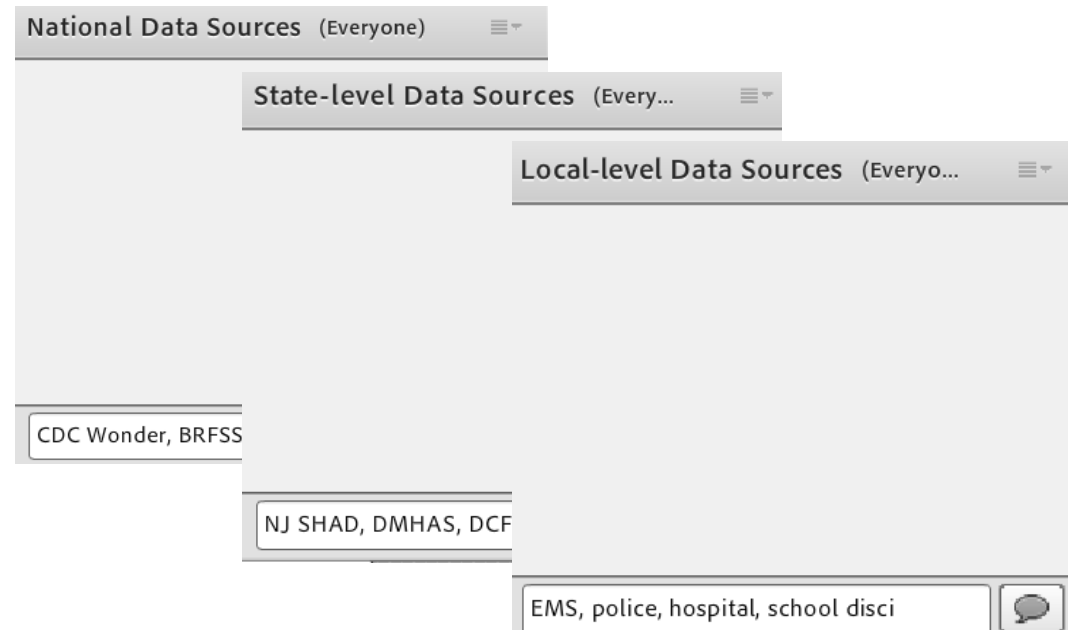 National Data Sources (Everyone)
State-level Data Sources (Every...
Local-level Data Sources (Everyo...
CDC Wonder, BRFSS
NJ SHAD, DMHAS, DCF
EMS, police, hospital, school disci